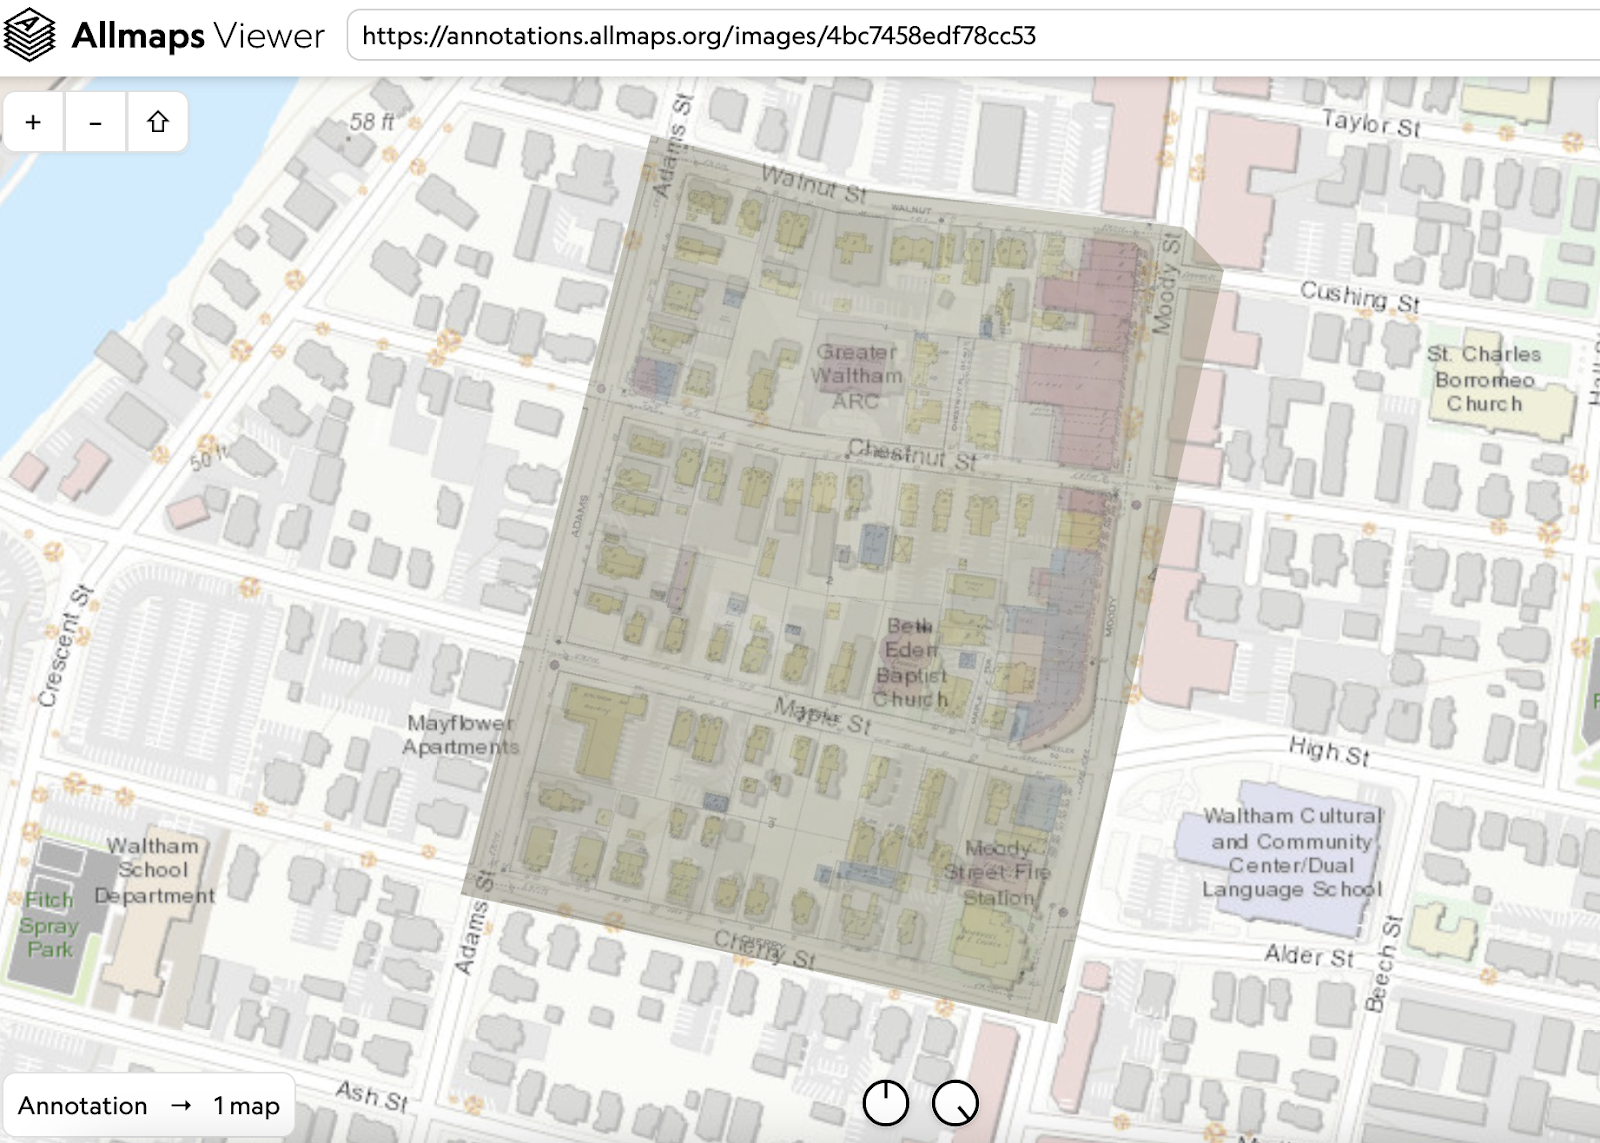 Allmaps Viewer
https://annotations.allmaps.org/images/4bc7458edf78cc53
+
-
58 ft
Adams St
Taylor St
Walnut St
WALNUT
Moody St
Cushing St
St. Charles
Borromeo
Church
Greater
Waltham
ARC
50 ft
Chestnut St
ADAMS
Crescent St
MOODY
Beth
Eden
Baptist
Church
Maple St
Mayflower
Apartments
High St
Waltham Cultural
and Community
Center/Dual
Language School
Waltham
School
Department
Moody
Street Fire
Station
Fitch
Spray
Park
Adams St
Cherry St
CHERRY
Alder St
Beech St
Ash St
Annotation → 1 map